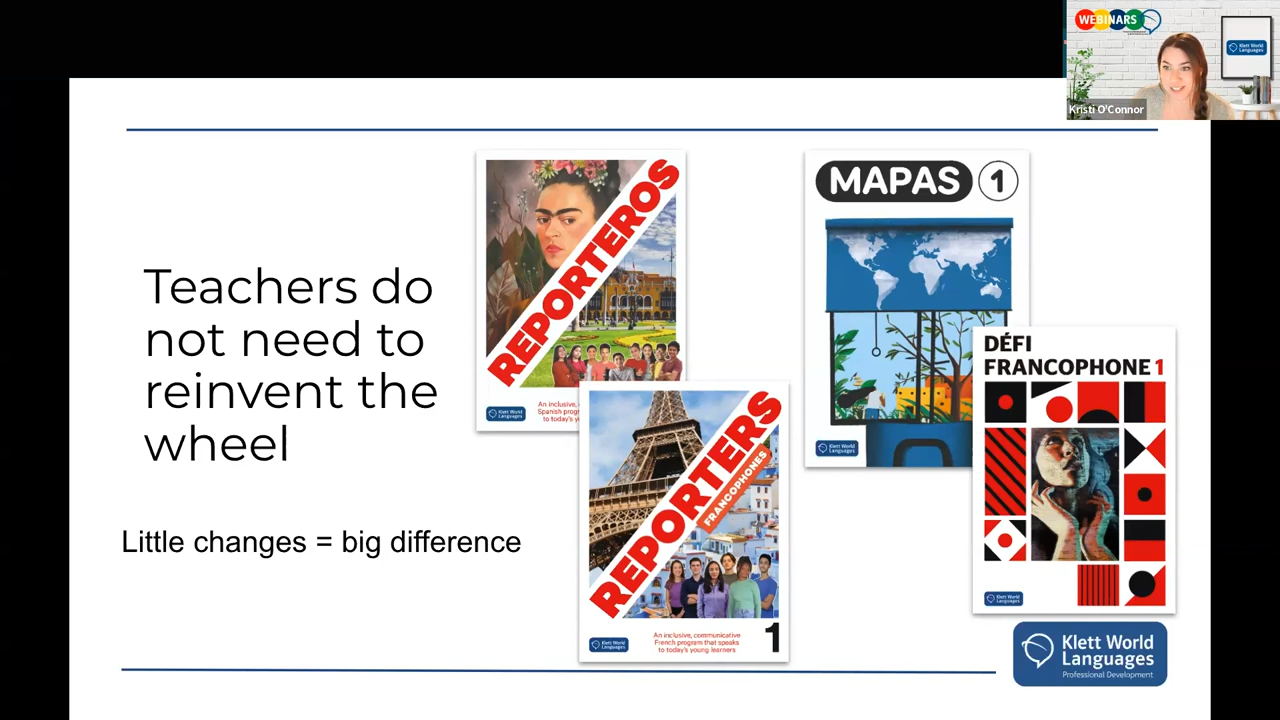 WEBINARS
Klett World
Languages
Kristi O'Connor
Teachers do
not need to
reinvent the
wheel
Little changes = big difference
REPORTEROS
Klett World
Languages
An inclusive,
Spanish
to today's
REPORTERS
FRANCOPHONES
Klett World
Languages
An inclusive, communicative
French program that speaks
to today's young learners
1
MAPAS 1
Klett World
Languages
DÉFI
FRANCOPHONE 1
Klett World
Languages
Klett World
Languages
Professional Development